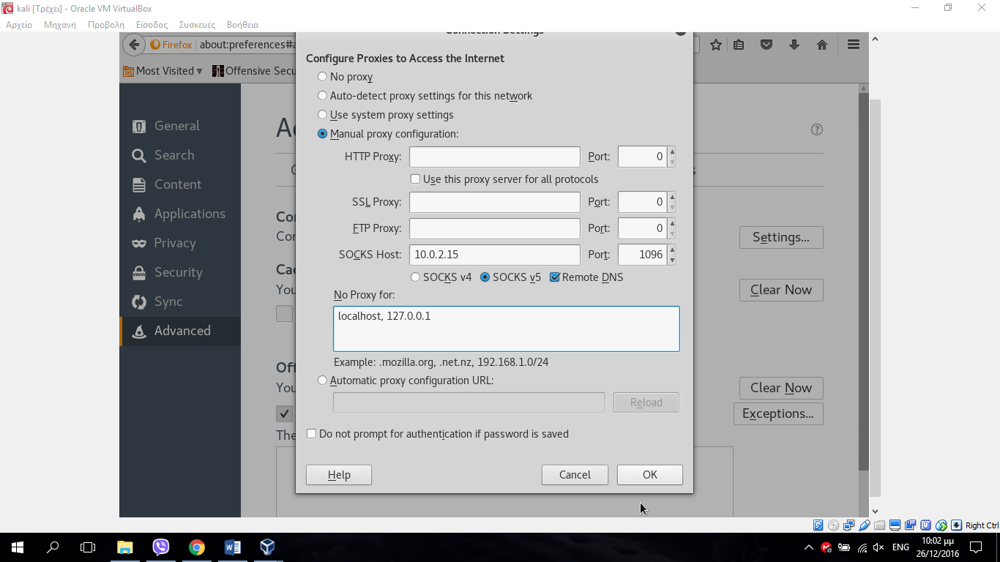 kali [Τρέχει] - Oracle VM VirtualBox
Αρχείο Μηχανή Προβολή Είσοδος Συσκευές Βοήθεια
Connection Settings
Firefox about:preferences#a
Most Visited Offensive Secu
Configure Proxies to Access the Internet
No proxy
Auto-detect proxy settings for this network
Use system proxy settings
Manual proxy configuration:
HTTP Proxy: Port: 0
Use this proxy server for all protocols
SSL Proxy: Port: 0
FTP Proxy: Port: 0
SOCKS Host: 10.0.2.15 Port: 1096
SOCKS v4 SOCKS v5 Remote DNS
No Proxy for:
localhost, 127.0.0.1
Example: .mozilla.org, .net.nz, 192.168.1.0/24
Automatic proxy configuration URL:
Reload
Do not prompt for authentication if password is saved
Help Cancel OK
General
Search
Content
Applications
Privacy
Security
Sync
Advanced
Settings...
Clear Now
Clear Now
Exceptions...
The
Right Ctrl
ENG 10:02 μμ
26/12/2016